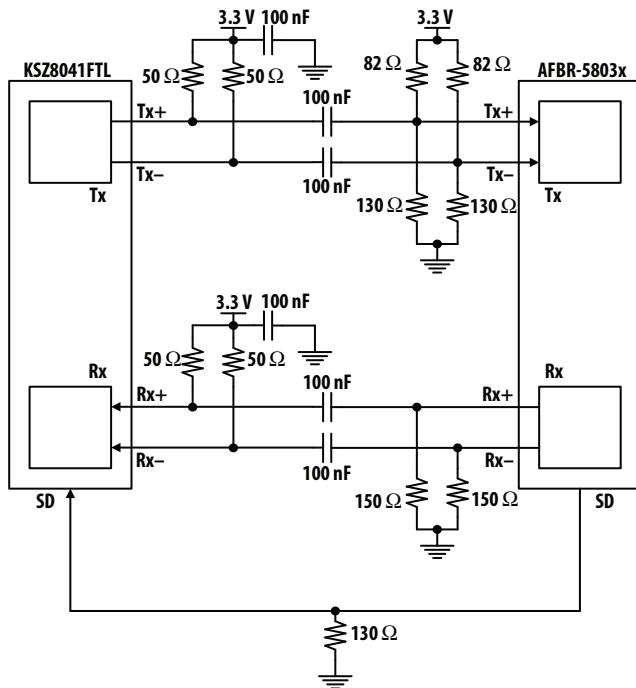 3.3 V 100 nF 3.3 V
KSZ8041FTL 50 Ω 50 Ω 82 Ω 82 Ω AFBR-5803x
Tx+ 100 nF Tx+
Tx– Tx–
Tx 100 nF Tx
130 Ω 130 Ω
3.3 V 100 nF
50 Ω 50 Ω
Rx 100 nF Rx
Rx+ Rx+
Rx– Rx–
100 nF
150 Ω 150 Ω
SD SD
130 Ω